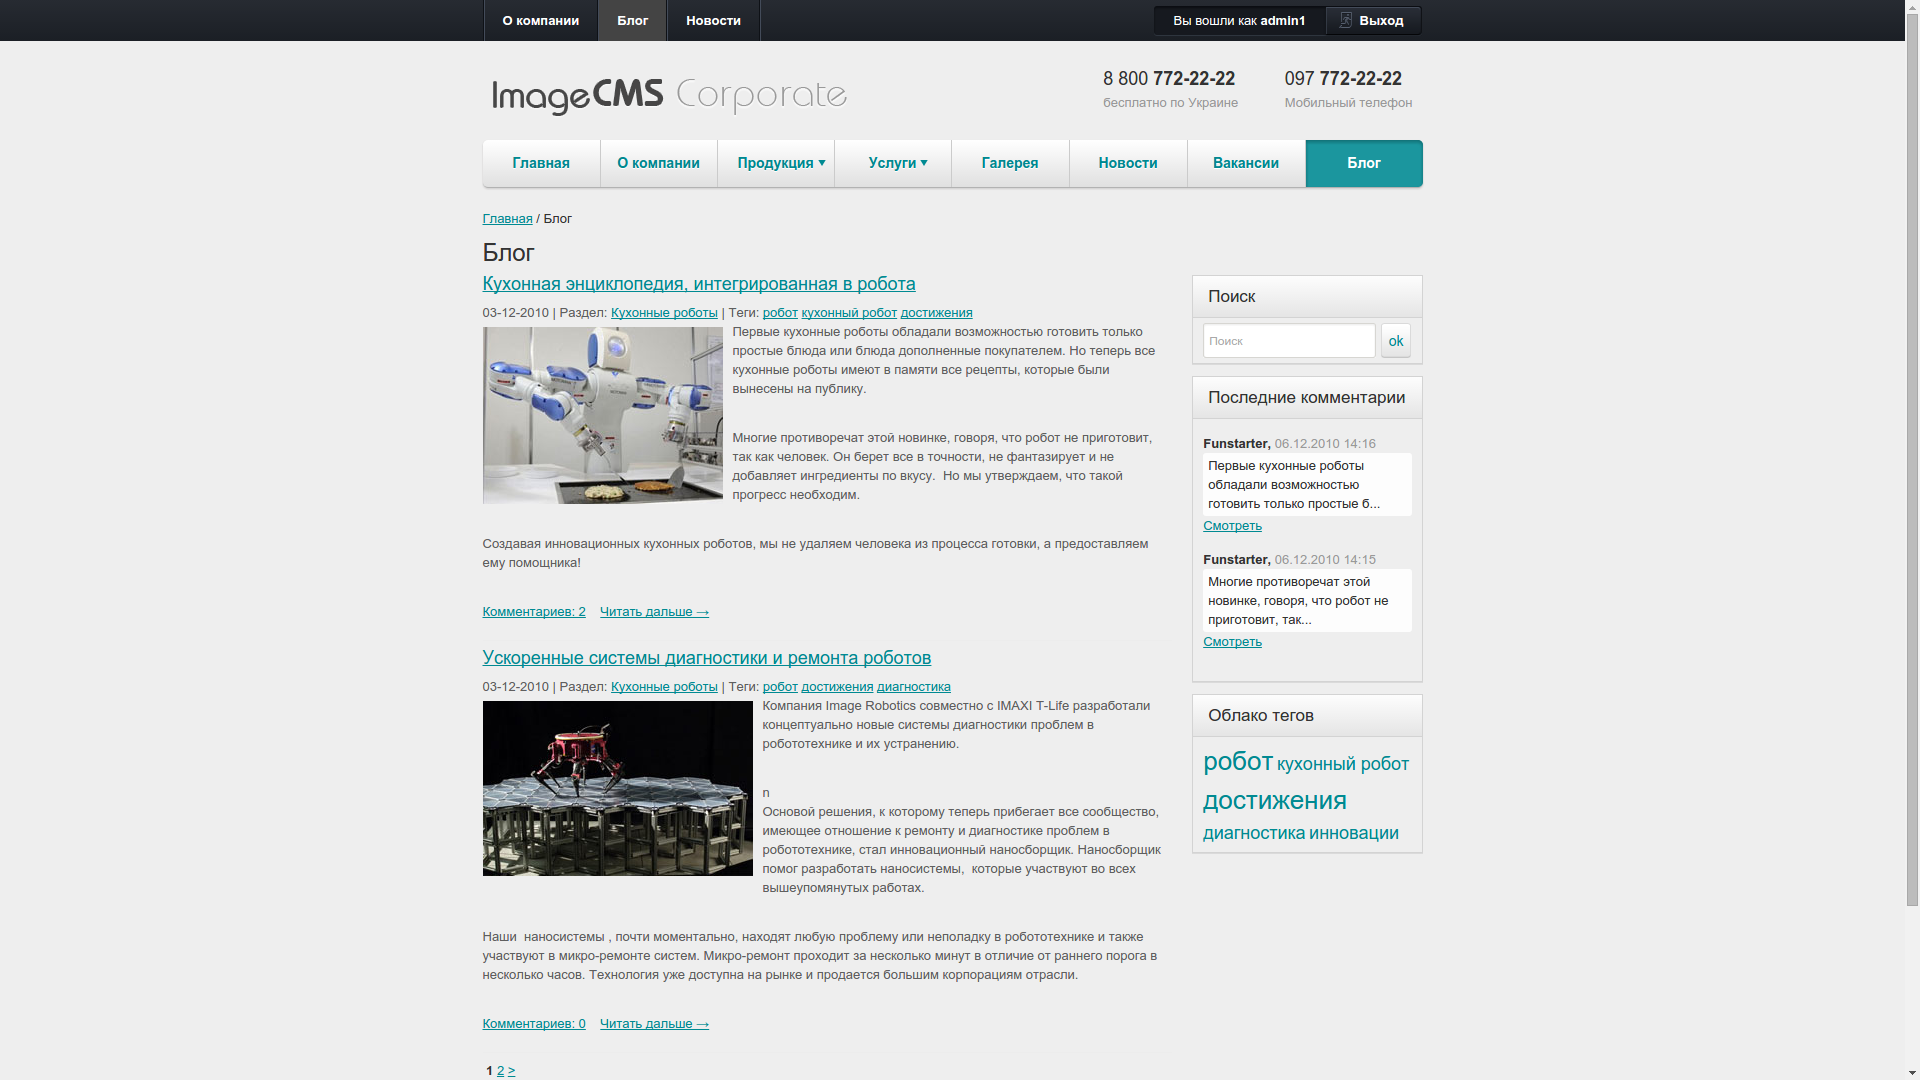 О компании Блог Новости Вы вошли как admin1 Выход
ImageCMS Corporate
8 800 772-22-22
бесплатно по Украине
097 772-22-22
Мобильный телефон
Главная О компании Продукция Услуги Галерея Новости Вакансии Блог
Главная / Блог
Блог
Кухонная энциклопедия, интегрированная в робота
03-12-2010 | Раздел: Кухонные роботы | Теги: робот кухонный робот достижения
Первые кухонные роботы обладали возможностью готовить только
простые блюда или блюда дополненные покупателем. Но теперь все
кухонные роботы имеют в памяти все рецепты, которые были
вынесены на публику.
Многие противоречат этой новинке, говоря, что робот не приготовит,
так как человек. Он берет все в точности, не фантазирует и не
добавляет ингредиенты по вкусу.  Но мы утверждаем, что такой
прогресс необходим.
Создавая инновационных кухонных роботов, мы не удаляем человека из процесса готовки, а предоставляем
ему помощника!
Комментариев: 2 Читать дальше →
Ускоренные системы диагностики и ремонта роботов
03-12-2010 | Раздел: Кухонные роботы | Теги: робот достижения диагностика
Компания Image Robotics совместно с IMAXI T-Life разработали
концептуально новые системы диагностики проблем в
робототехнике и их устранению.
n
Основой решения, к которому теперь прибегает все сообщество,
имеющее отношение к ремонту и диагностике проблем в
робототехнике, стал инновационный наносборщик. Наносборщик
помог разработать наносистемы,  которые участвуют во всех
вышеупомянутых работах.
Наши  наносистемы , почти моментально, находят любую проблему или неполадку в робототехнике и также
участвуют в микро-ремонте систем. Микро-ремонт проходит за несколько минут в отличие от раннего порога в
несколько часов. Технология уже доступна на рынке и продается большим корпорациям отрасли.
Комментариев: 0 Читать дальше →
1 2 >
Поиск
Поиск ok
Последние комментарии
Funstarter, 06.12.2010 14:16
Первые кухонные роботы
обладали возможностью
готовить только простые б...
Смотреть
Funstarter, 06.12.2010 14:15
Многие противоречат этой
новинке, говоря, что робот не
приготовит, так...
Смотреть
Облако тегов
робот кухонный робот
достижения
диагностика инновации